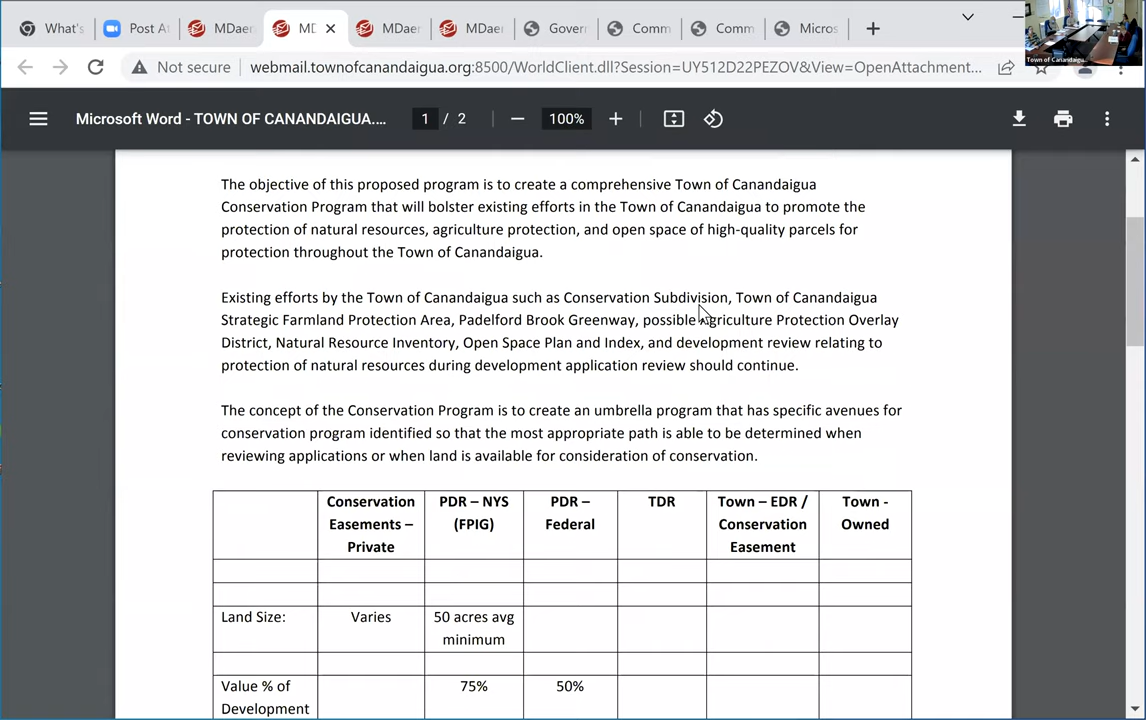 What's
Post At
MDaer
MD
MDaer
MDaer
Gover
Comm
Comm
Micros
Town of Canandaigu...
Not secure
webmail.townofcanandaigua.org:8500/WorldClient.dll?Session=UY512D22PEZOV&View=OpenAttachment...
Microsoft Word - TOWN OF CANANDAIGUA....
1 / 2
100%
The objective of this proposed program is to create a comprehensive Town of Canandaigua
Conservation Program that will bolster existing efforts in the Town of Canandaigua to promote the
protection of natural resources, agriculture protection, and open space of high-quality parcels for
protection throughout the Town of Canandaigua.
Existing efforts by the Town of Canandaigua such as Conservation Subdivision, Town of Canandaigua
Strategic Farmland Protection Area, Padelford Brook Greenway, possible Agriculture Protection Overlay
District, Natural Resource Inventory, Open Space Plan and Index, and development review relating to
protection of natural resources during development application review should continue.
The concept of the Conservation Program is to create an umbrella program that has specific avenues for
conservation program identified so that the most appropriate path is able to be determined when
reviewing applications or when land is available for consideration of conservation.
Conservation Easements – Private
PDR – NYS (FPIG)
PDR – Federal
TDR
Town – EDR / Conservation Easement
Town - Owned
Land Size:
Varies
50 acres avg minimum
Value % of Development
75%
50%